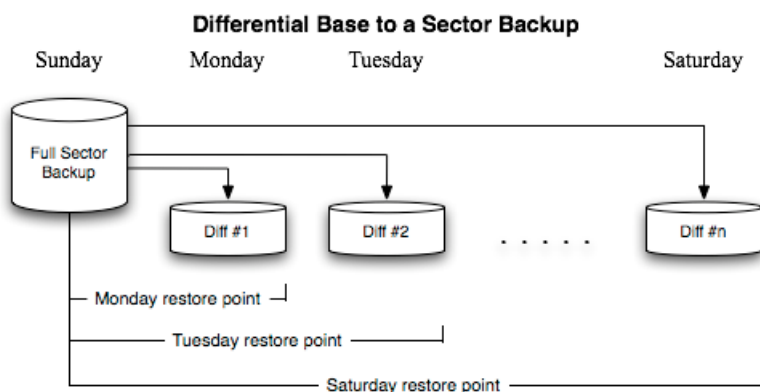 Differential Base to a Sector Backup
Sunday Monday Tuesday Saturday
Full Sector
Backup
Diff #1 Diff #2 . . . . . Diff #n
Monday restore point
Tuesday restore point
Saturday restore point